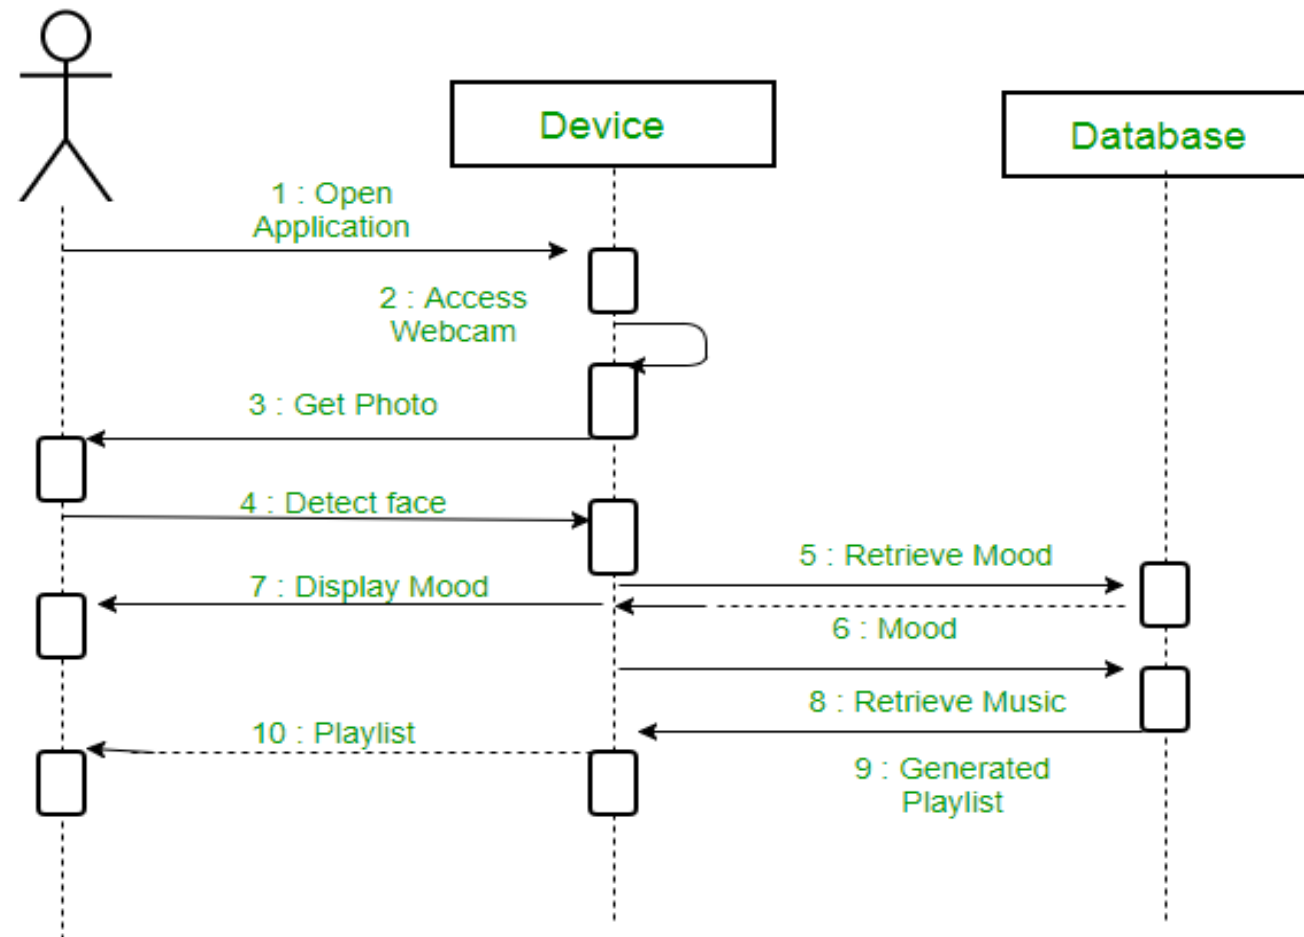 Device
Database
1 : Open
Application
2 : Access
Webcam
3 : Get Photo
4 : Detect face
5 : Retrieve Mood
7 : Display Mood
6 : Mood
8 : Retrieve Music
10 : Playlist
9 : Generated
Playlist